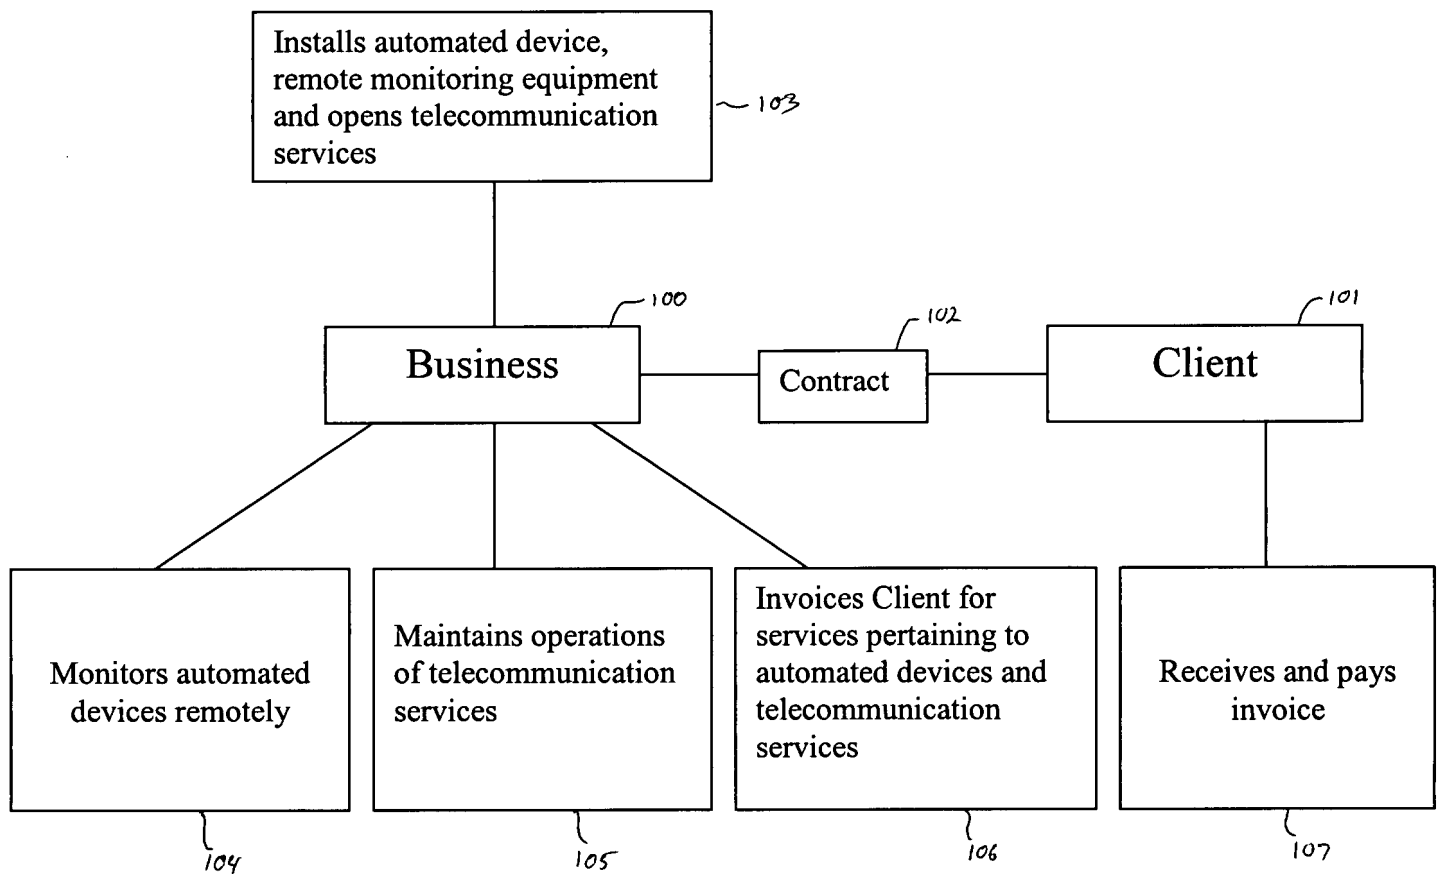 Installs automated device,
remote monitoring equipment
and opens telecommunication
services
103
100
Business
102
Contract
101
Client
Monitors automated
devices remotely
104
Maintains operations
of telecommunication
services
105
Invoices Client for
services pertaining to
automated devices and
telecommunication
services
106
Receives and pays
invoice
107